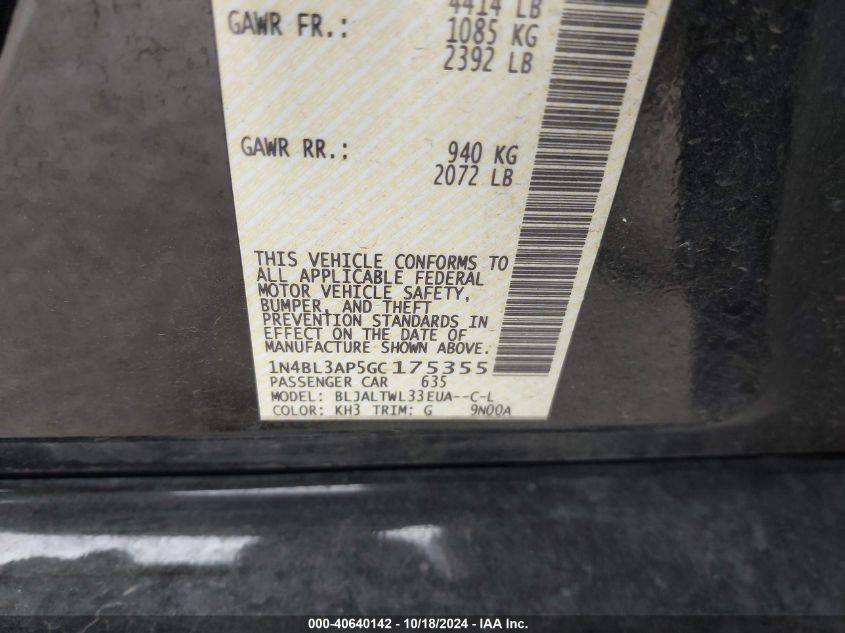 4414 LB
GAWR FR.: 1085 KG
2392 LB
GAWR RR.: 940 KG
2072 LB
THIS VEHICLE CONFORMS TO
ALL APPLICABLE FEDERAL
MOTOR VEHICLE SAFETY,
BUMPER, AND THEFT
PREVENTION STANDARDS IN
EFFECT ON THE DATE OF
MANUFACTURE SHOWN ABOVE.
1N4BL3AP5GC175355
PASSENGER CAR 635
MODEL: BLJALTWL33EUA--C-L
COLOR: KH3 TRIM: G 9N00A
000-40640142 - 10/18/2024 - IAA Inc.